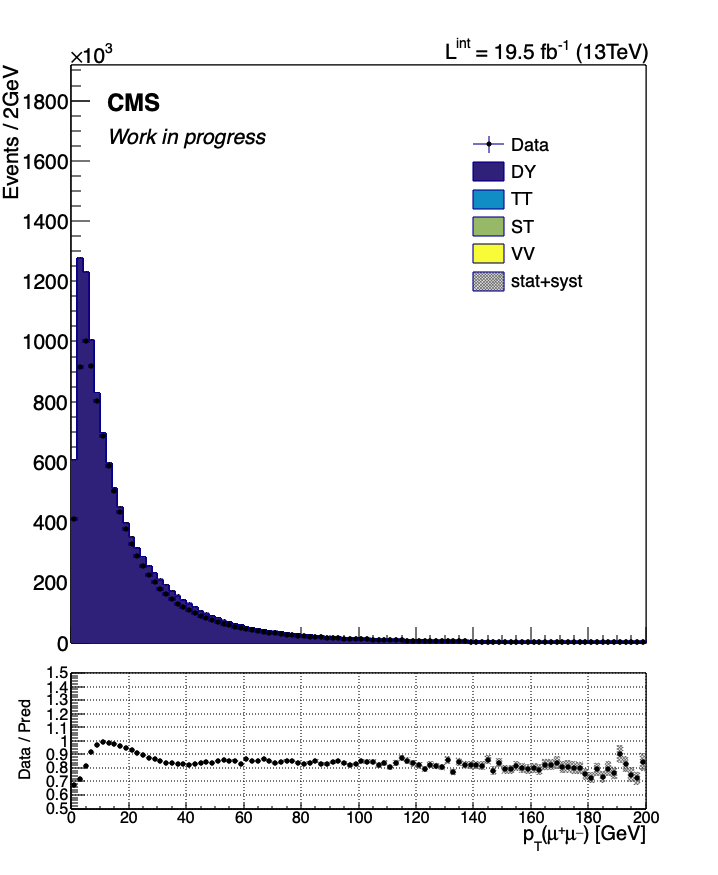 ×10³
L^int = 19.5 fb⁻¹ (13TeV)
Events / 2GeV
CMS
Work in progress
Data
DY
TT
ST
VV
stat+syst
1800
1600
1400
1200
1000
800
600
400
200
0
Data / Pred
1.5
1.4
1.3
1.2
1.1
1
0.9
0.8
0.7
0.6
0.5
0 20 40 60 80 100 120 140 160 180 200
p_T(μ⁺μ⁻) [GeV]